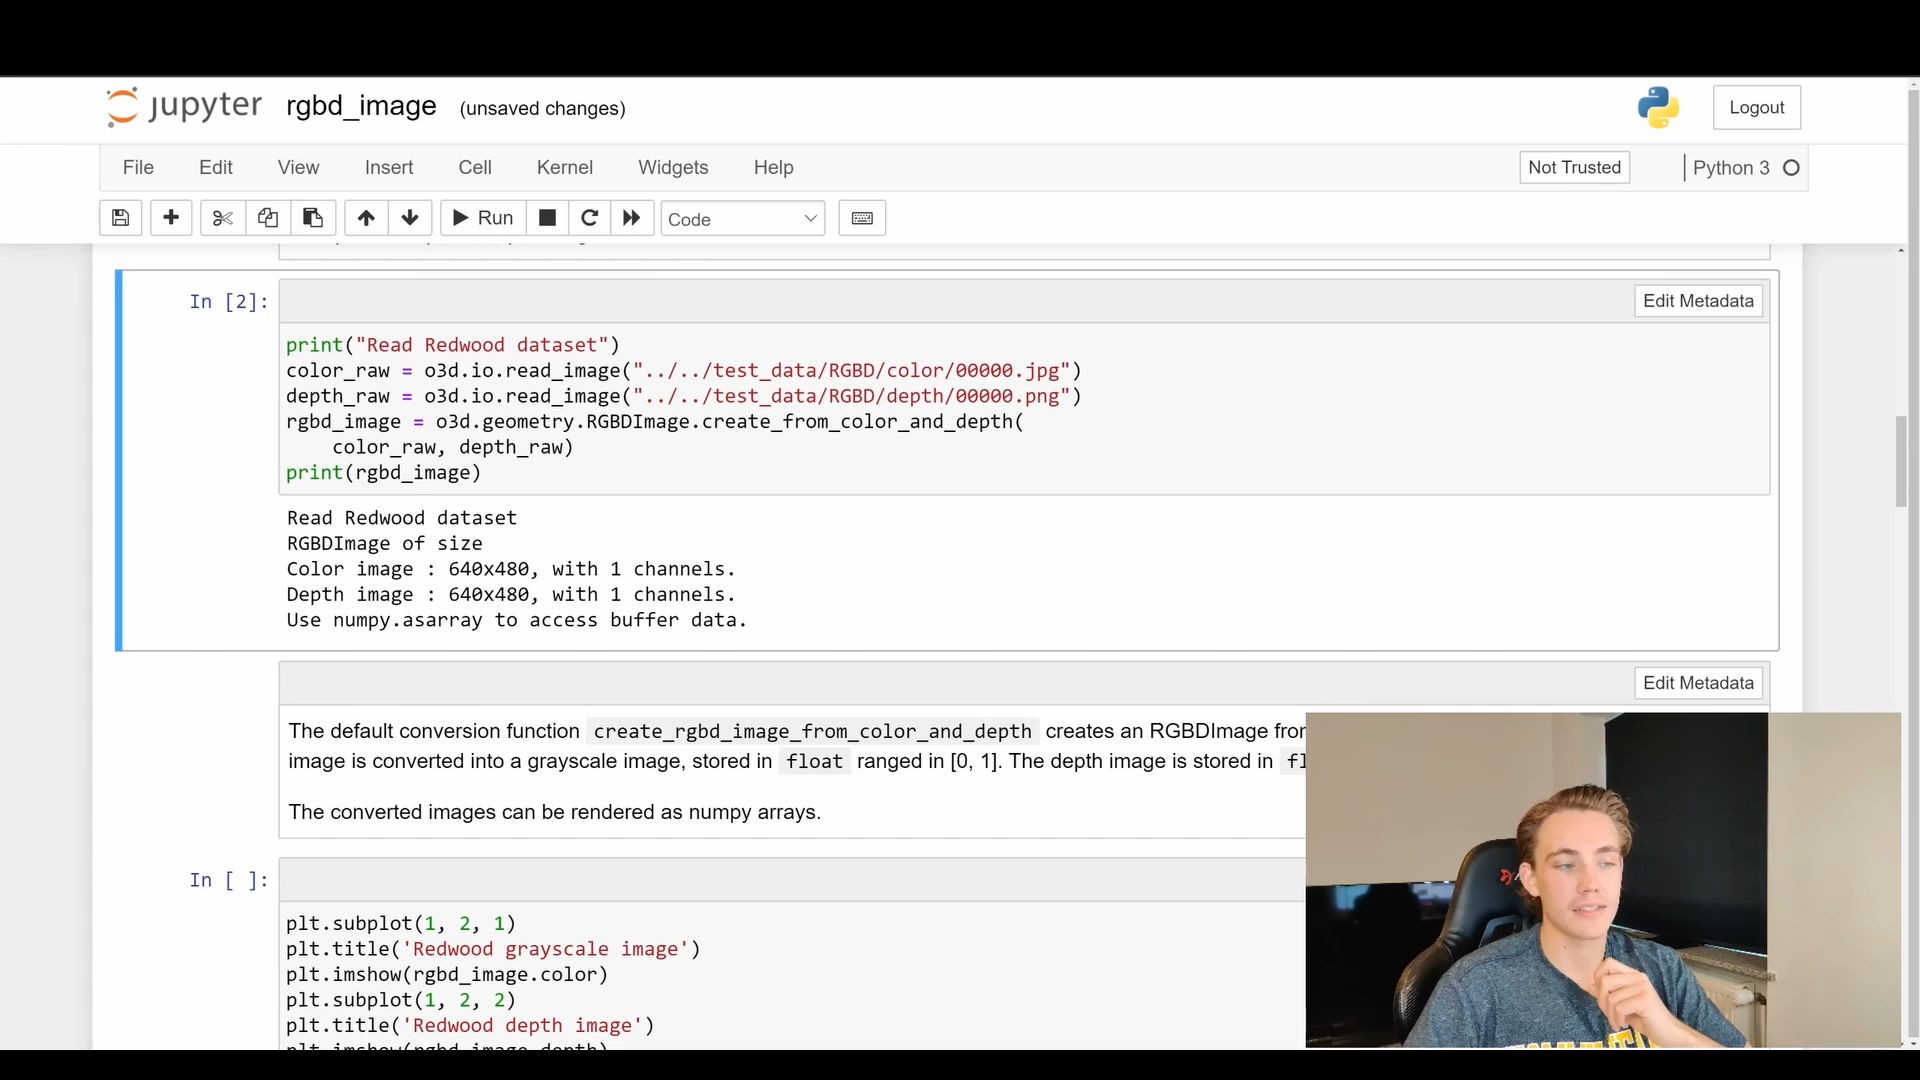 jupyter rgbd_image (unsaved changes) Logout
File Edit View Insert Cell Kernel Widgets Help Not Trusted Python 3
Run Code
In [2]: Edit Metadata
print("Read Redwood dataset")
color_raw = o3d.io.read_image("../../test_data/RGBD/color/00000.jpg")
depth_raw = o3d.io.read_image("../../test_data/RGBD/depth/00000.png")
rgbd_image = o3d.geometry.RGBDImage.create_from_color_and_depth(
color_raw, depth_raw)
print(rgbd_image)
Read Redwood dataset
RGBDImage of size
Color image : 640x480, with 1 channels.
Depth image : 640x480, with 1 channels.
Use numpy.asarray to access buffer data.
Edit Metadata
The default conversion function create_rgbd_image_from_color_and_depth creates an RGBDImage from
image is converted into a grayscale image, stored in float ranged in [0, 1]. The depth image is stored in fl
The converted images can be rendered as numpy arrays.
In [ ]:
plt.subplot(1, 2, 1)
plt.title('Redwood grayscale image')
plt.imshow(rgbd_image.color)
plt.subplot(1, 2, 2)
plt.title('Redwood depth image')
plt.imshow(rgbd_image.depth)